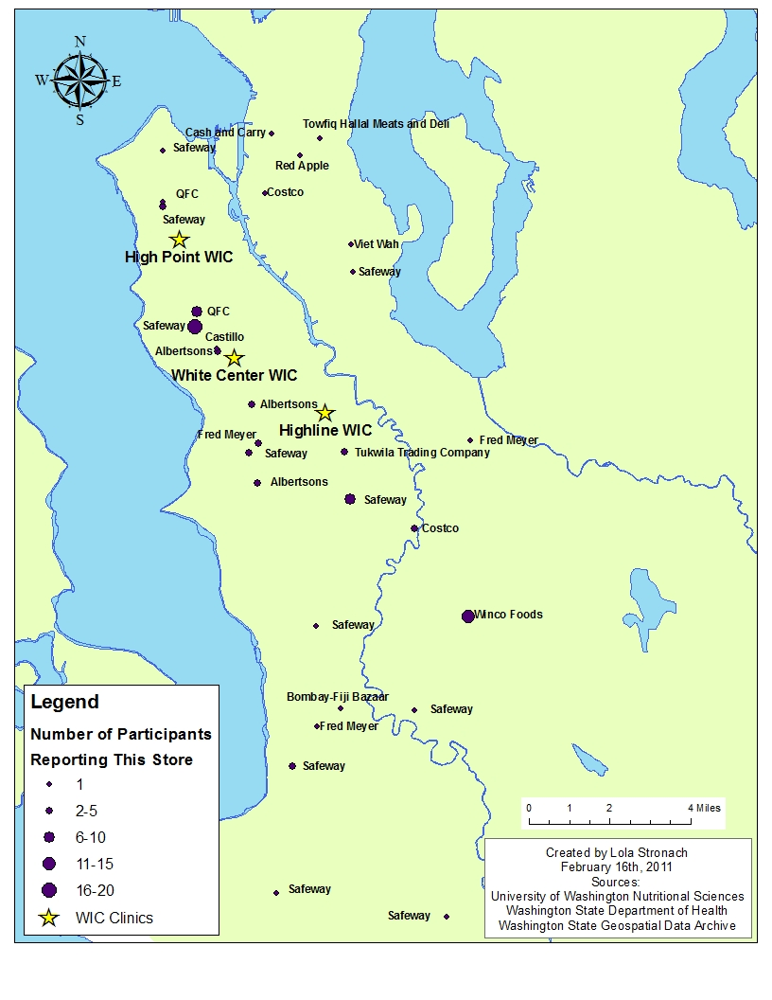 N
W E
S
Towfiq Hallal Meats and Deli
Cash and Carry
Safeway
Red Apple
QFC
Costco
Safeway
Viet Wah
High Point WIC
Safeway
QFC
Safeway
Castillo
Albertsons
White Center WIC
Albertsons
Highline WIC
Fred Meyer
Fred Meyer
Safeway
Tukwila Trading Company
Albertsons
Safeway
Costco
Winco Foods
Safeway
Bombay-Fiji Bazaar
Safeway
Fred Meyer
Safeway
Safeway
Safeway
Legend
Number of Participants
Reporting This Store
1
2-5
6-10
11-15
16-20
WIC Clinics
0 1 2 4 Miles
Created by Lola Stronach
February 16th, 2011
Sources:
University of Washington Nutritional Sciences
Washington State Department of Health
Washington State Geospatial Data Archive